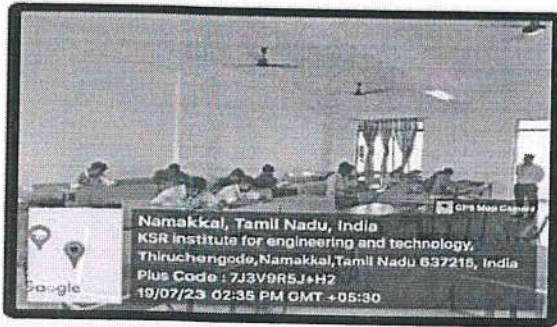 GPS Map Camera
Namakkal, Tamil Nadu, India
KSR institute for engineering and technology,
Thiruchengode,Namakkal,Tamil Nadu 637215, India
Plus Code : 7J3V9R5J+H2
19/07/23 02:35 PM GMT +05:30
Google